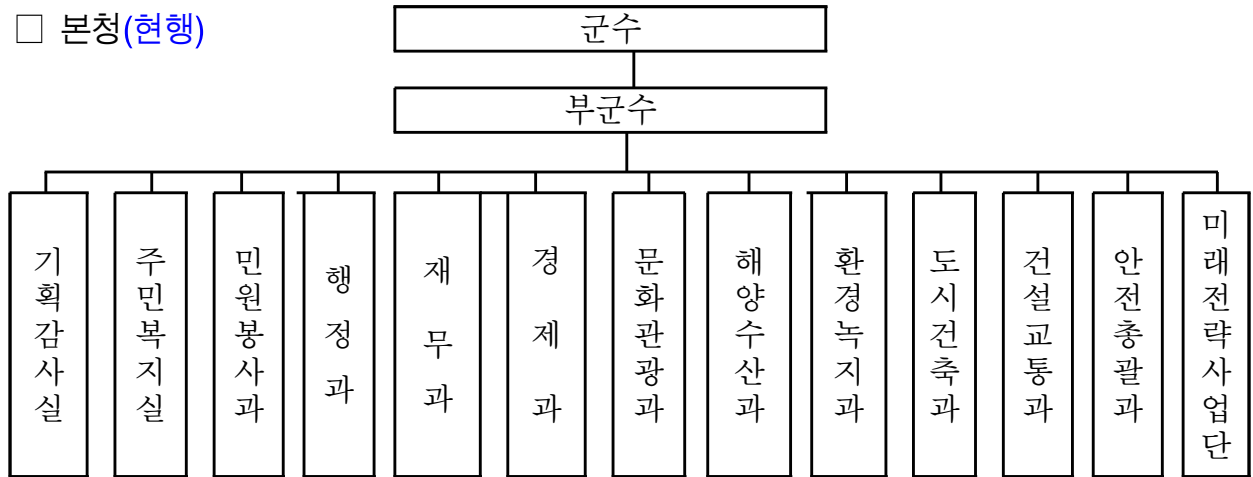 □ 본청(현행)
군수
부군수
기획감사실
주민복지실
민원봉사과
행정과
재무과
경제과
문화관광과
해양수산과
환경녹지과
도시건축과
건설교통과
안전총괄과
미래전략사업단